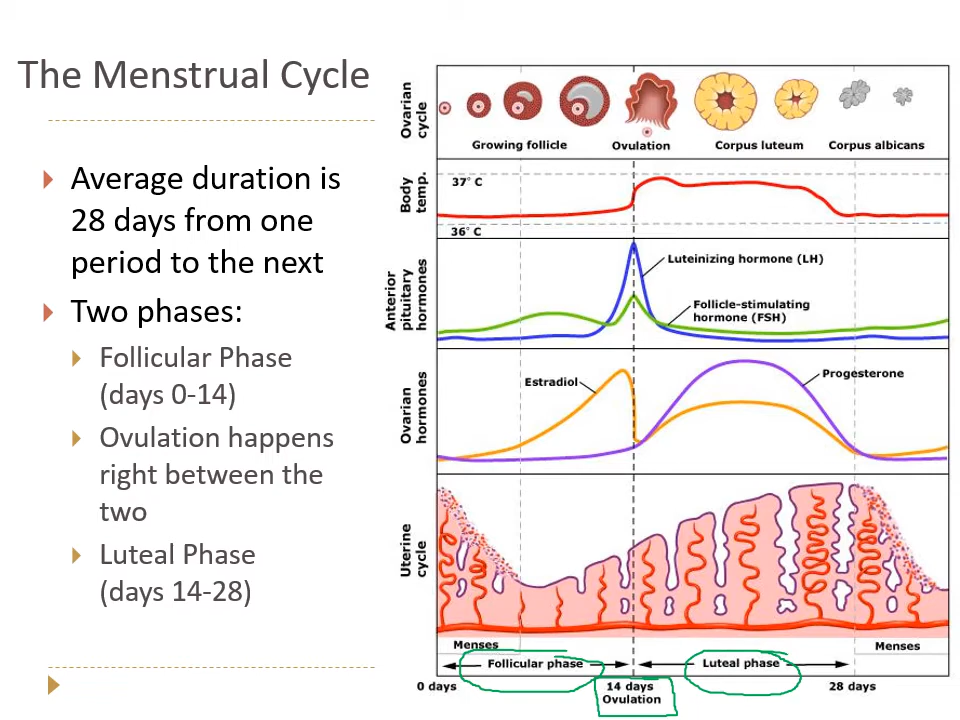 The Menstrual Cycle
Average duration is
28 days from one
period to the next
Two phases:
Follicular Phase
(days 0-14)
Ovulation happens
right between the
two
Luteal Phase
(days 14-28)
Ovarian
cycle
Growing follicle
Ovulation
Corpus luteum
Corpus albicans
Body
temp.
37° C
36° C
Anterior
pituitary
hormones
Luteinizing hormone (LH)
Follicle-stimulating
hormone (FSH)
Ovarian
hormones
Estradiol
Progesterone
Uterine
cycle
Menses
Menses
Follicular phase
Luteal phase
0 days
14 days
Ovulation
28 days